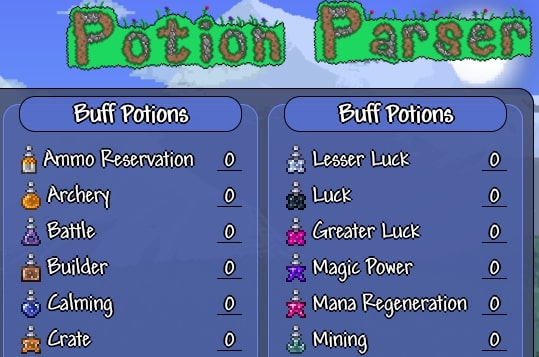 Potion Parser
Buff Potions
Ammo Reservation 0
Archery 0
Battle 0
Builder 0
Calming 0
Crate 0
Buff Potions
Lesser Luck 0
Luck 0
Greater Luck 0
Magic Power 0
Mana Regeneration 0
Mining 0